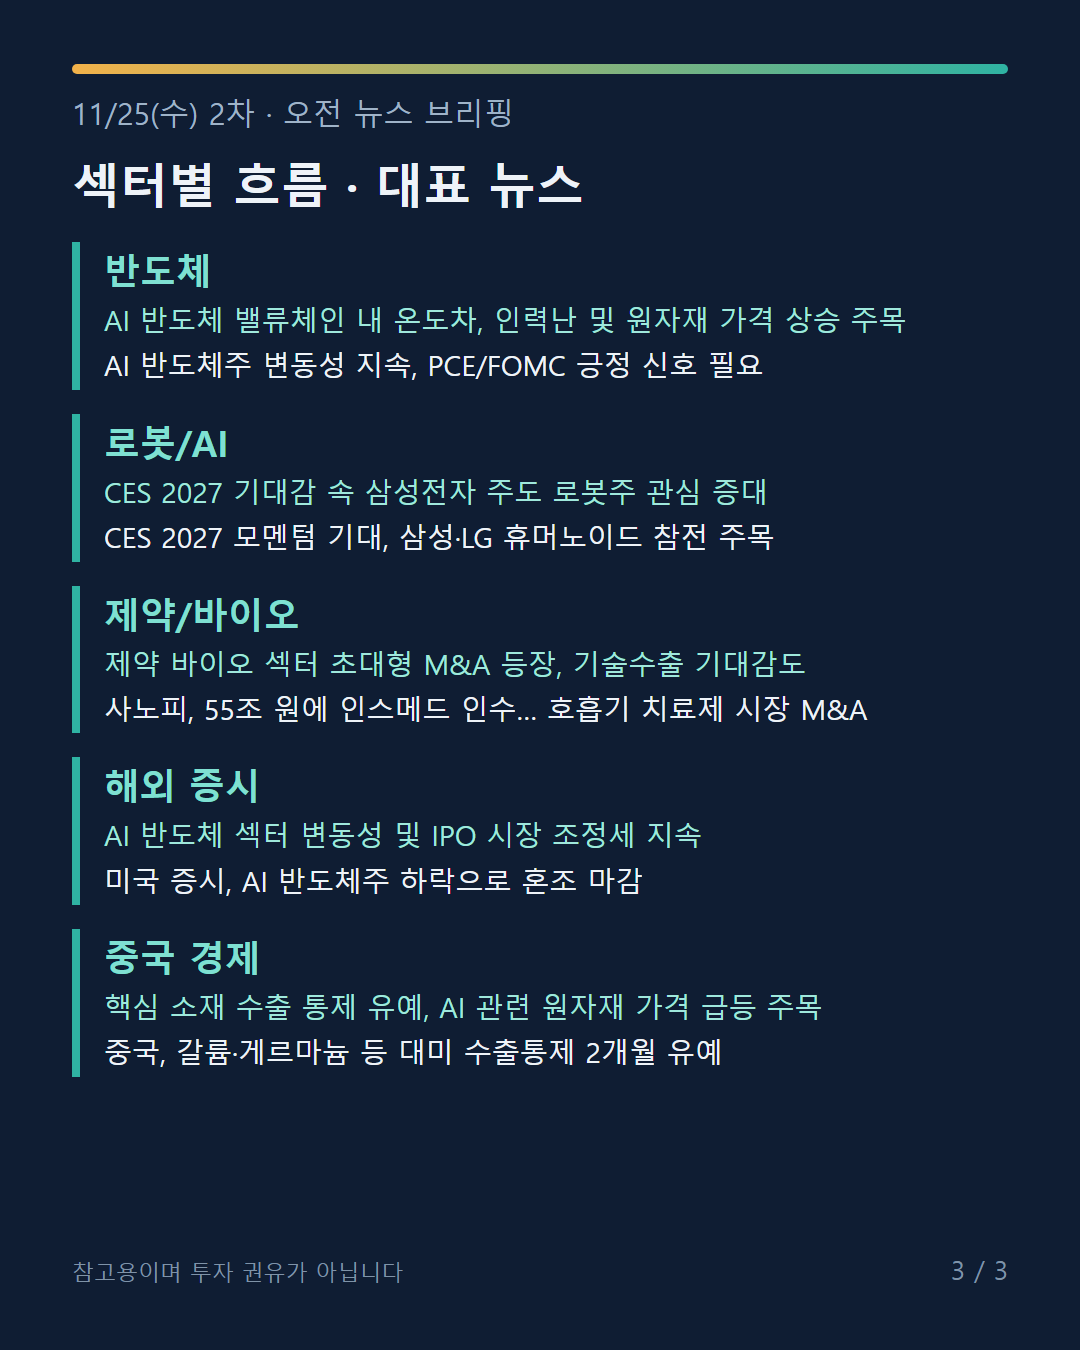 11/25(수) 2차 · 오전 뉴스 브리핑
섹터별 흐름 · 대표 뉴스
반도체
AI 반도체 밸류체인 내 온도차, 인력난 및 원자재 가격 상승 주목
AI 반도체주 변동성 지속, PCE/FOMC 긍정 신호 필요
로봇/AI
CES 2027 기대감 속 삼성전자 주도 로봇주 관심 증대
CES 2027 모멘텀 기대, 삼성·LG 휴머노이드 참전 주목
제약/바이오
제약 바이오 섹터 초대형 M&A 등장, 기술수출 기대감도
사노피, 55조 원에 인스메드 인수... 호흡기 치료제 시장 M&A
해외 증시
AI 반도체 섹터 변동성 및 IPO 시장 조정세 지속
미국 증시, AI 반도체주 하락으로 혼조 마감
중국 경제
핵심 소재 수출 통제 유예, AI 관련 원자재 가격 급등 주목
중국, 갈륨·게르마늄 등 대미 수출통제 2개월 유예
참고용이며 투자 권유가 아닙니다
3 / 3